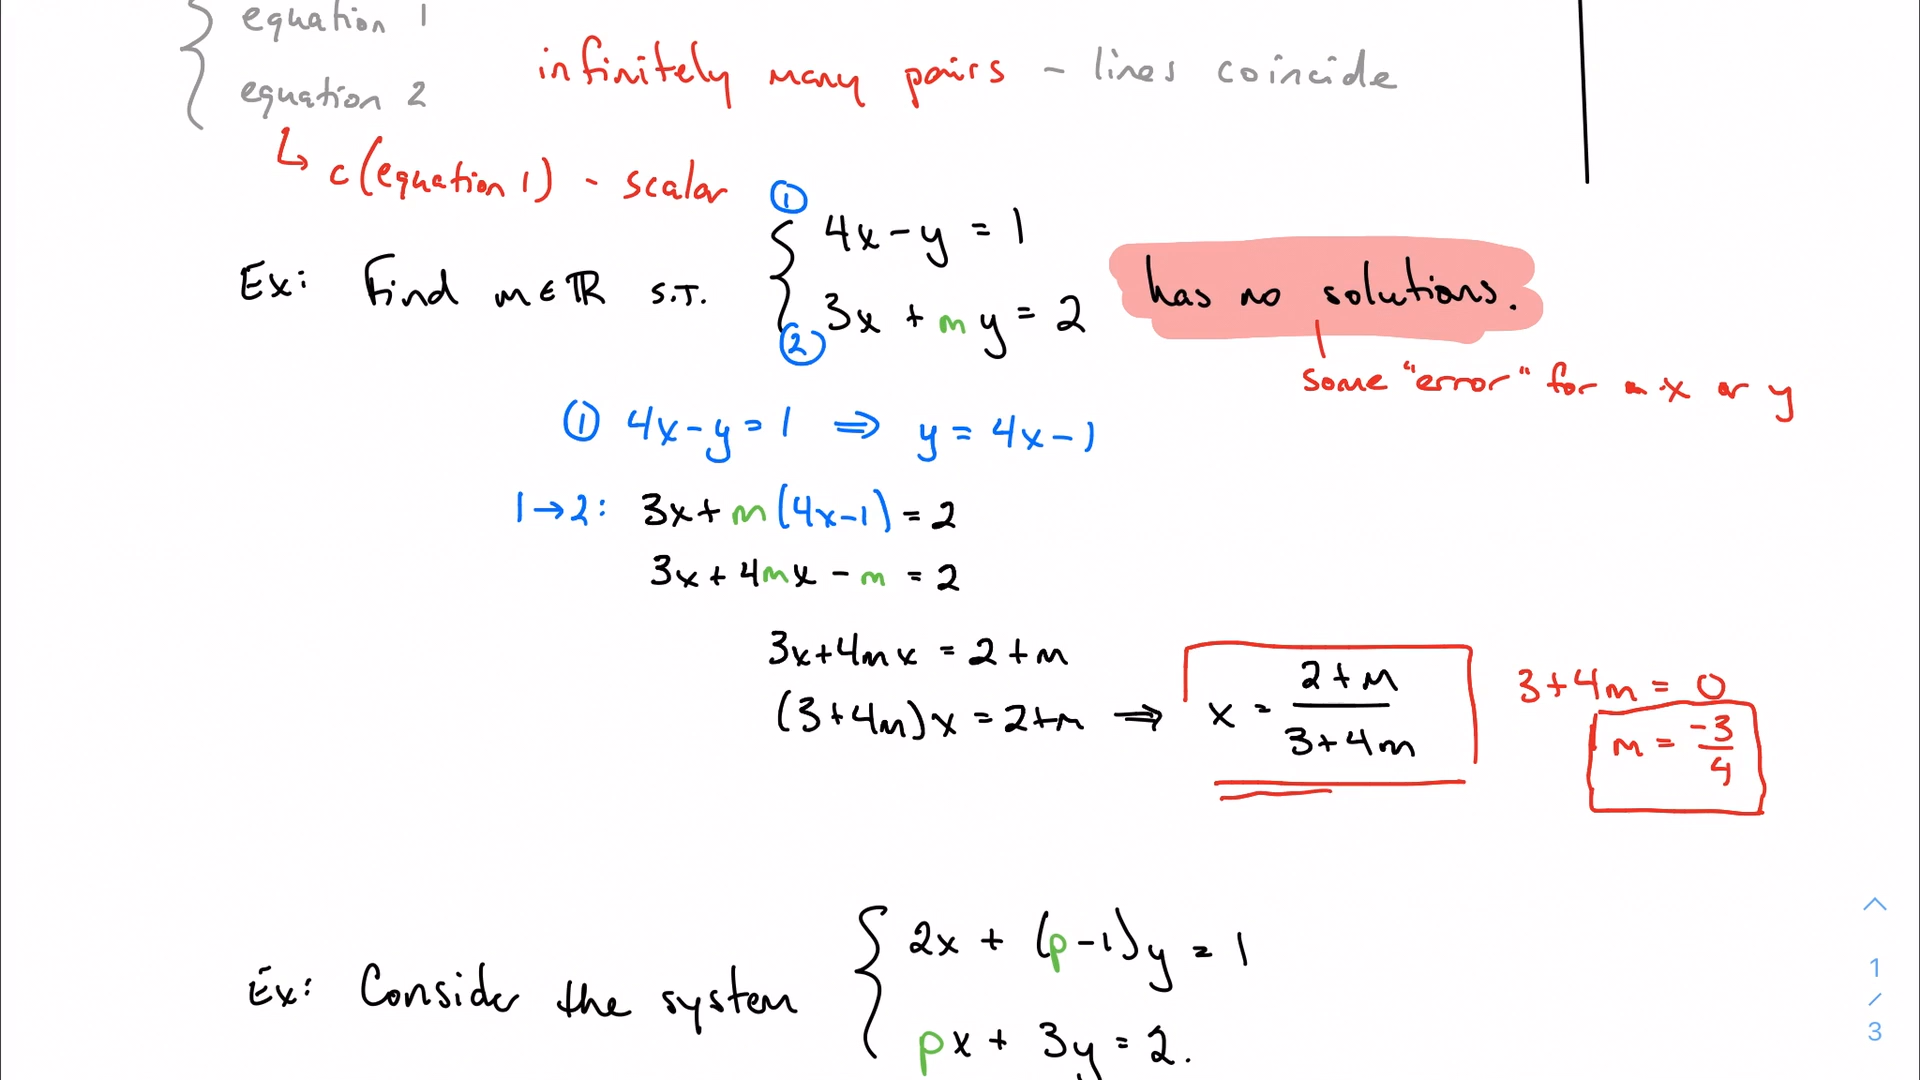 equation 1
equation 2
infinitely many pairs - lines coincide
↳ c(equation 1) - scalar
Ex: Find m ∈ ℝ s.t. { ① 4x - y = 1
② 3x + my = 2
has no solutions.
some "error" for x or y
① 4x - y = 1 ⇒ y = 4x - 1
1→2: 3x + m(4x-1) = 2
3x + 4mx - m = 2
3x + 4mx = 2 + m
(3+4m)x = 2+m ⇒ x = (2+m)/(3+4m)
3+4m = 0
m = -3/4
Ex: Consider the system { 2x + (p-1)y = 1
px + 3y = 2.
1
/
3